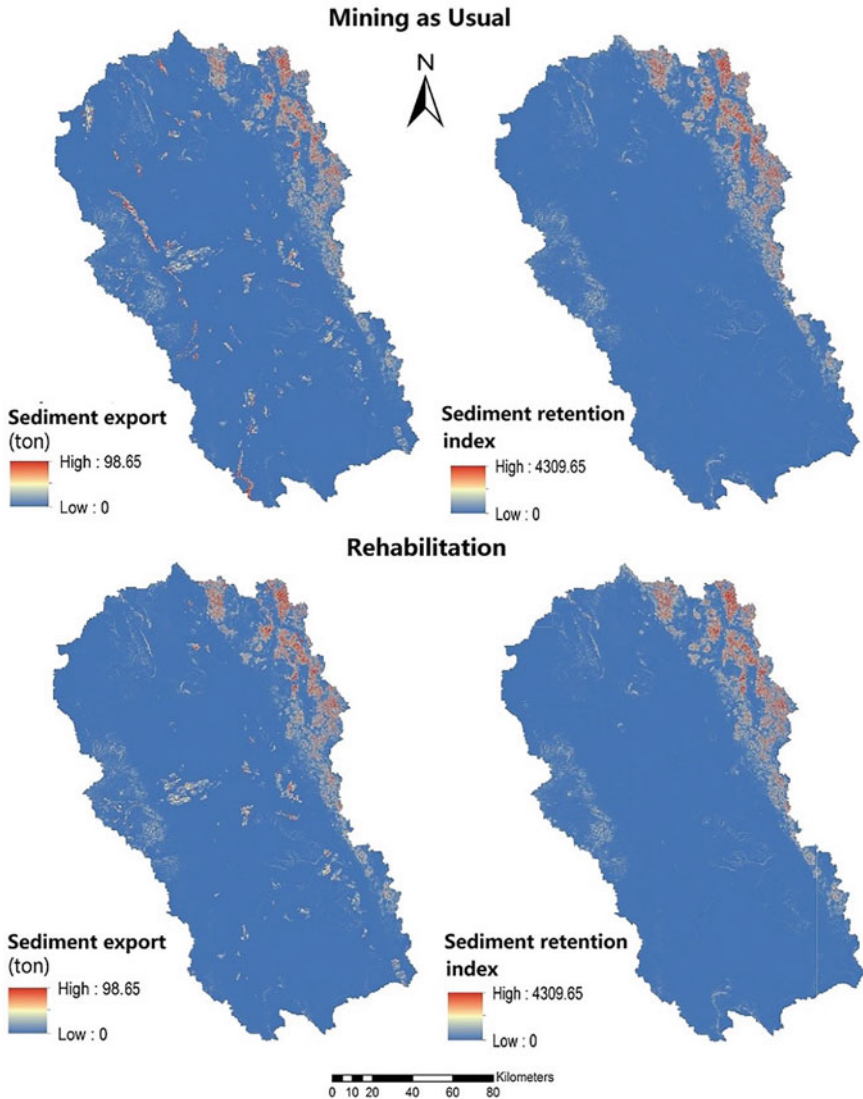 Mining as Usual
N
Sediment export
(ton)
High : 98.65
Low : 0
Sediment retention
index
High : 4309.65
Low : 0
Rehabilitation
Sediment export
(ton)
High : 98.65
Low : 0
Sediment retention
index
High : 4309.65
Low : 0
Kilometers
0 10 20 40 60 80